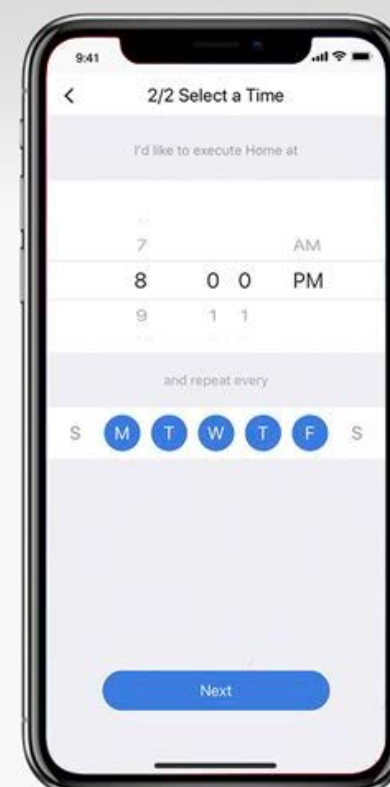 9:41
2/2 Select a Time
I'd like to execute Home at
7 AM
8 0 0 PM
9 1 1
and repeat every
S M T W T F S
Next